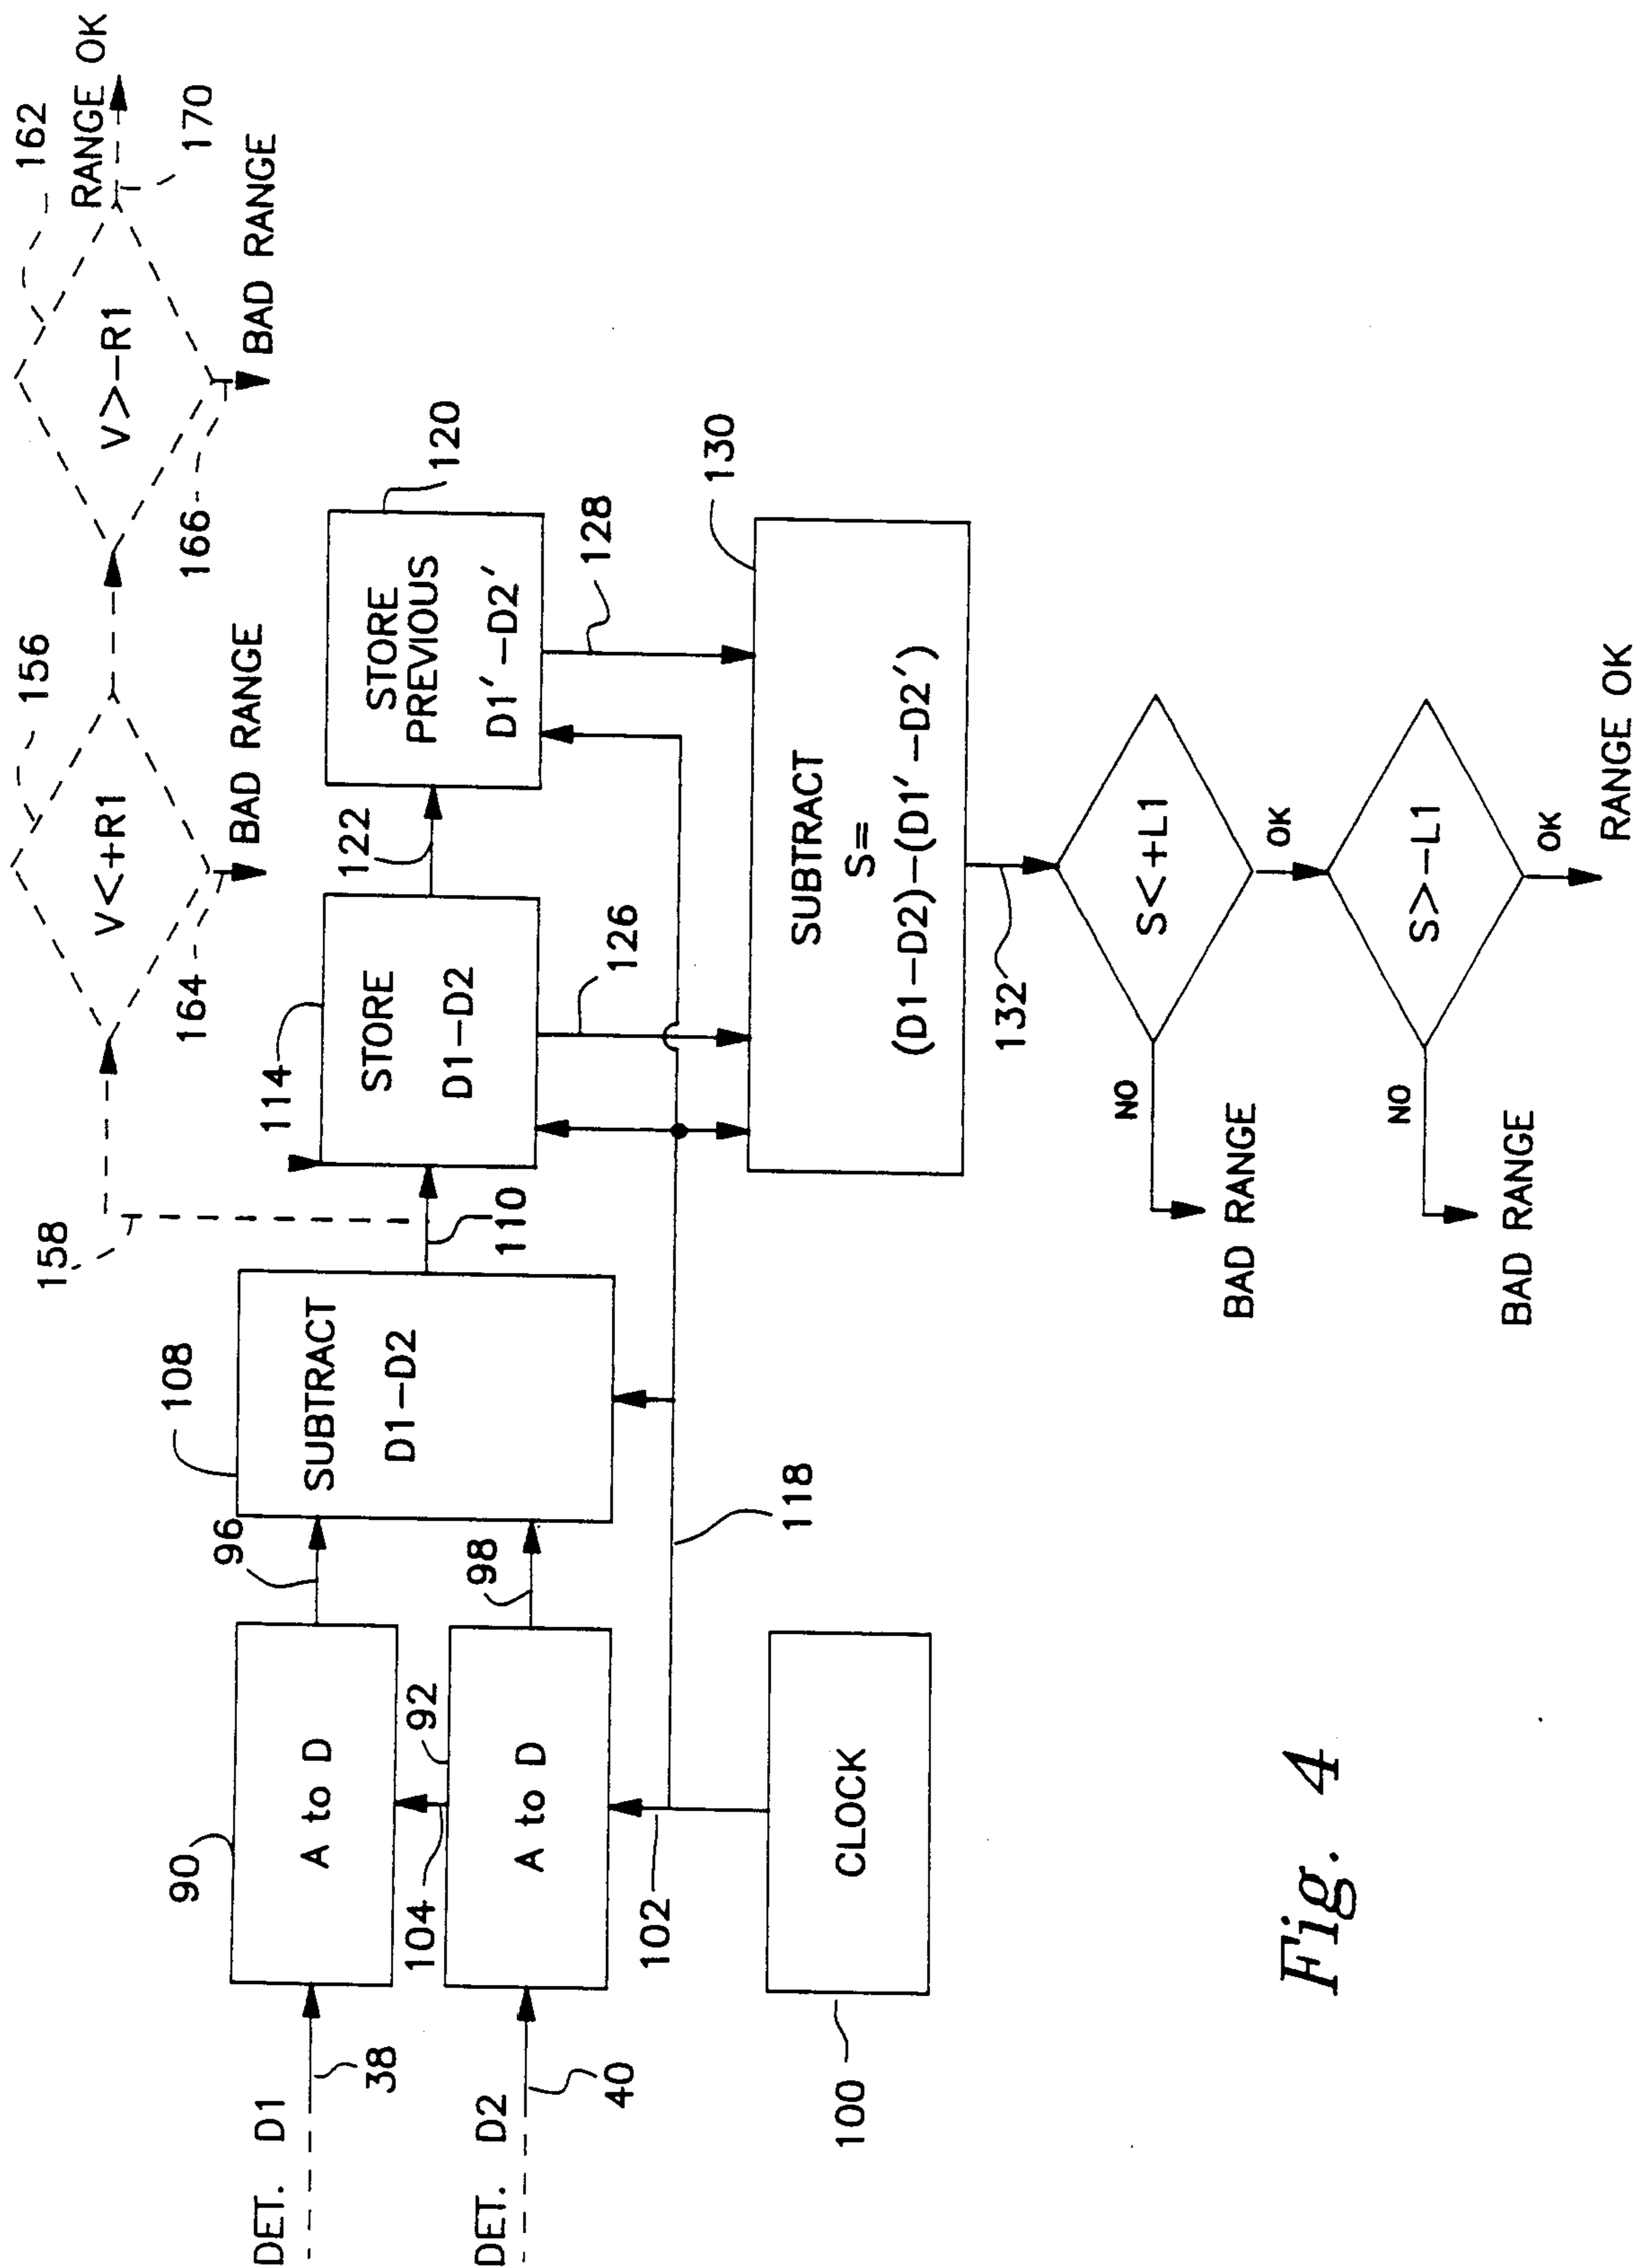 158
V<+R1
156
164
BAD RANGE
V>-R1
162
166
BAD RANGE
RANGE OK
170
DET. D1
38
90
A to D
96
DET. D2
40
104
92
A to D
98
102
100
CLOCK
108
SUBTRACT
D1-D2
110
118
114
STORE
D1-D2
122
126
120
STORE
PREVIOUS
D1'-D2'
128
130
SUBTRACT
S=
(D1-D2)-(D1'-D2')
132
S<+L1
NO
BAD RANGE
OK
S>-L1
NO
BAD RANGE
OK
RANGE OK
Fig. 4